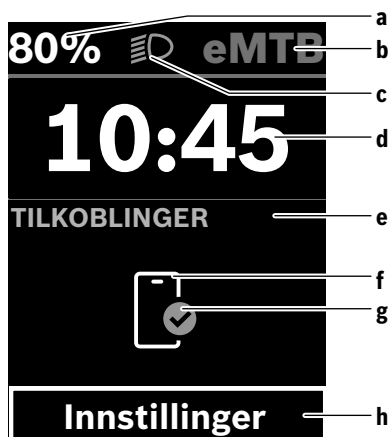 80% eMTB
10:45
TILKOBLINGER
Innstillinger
a
b
c
d
e
f
g
h